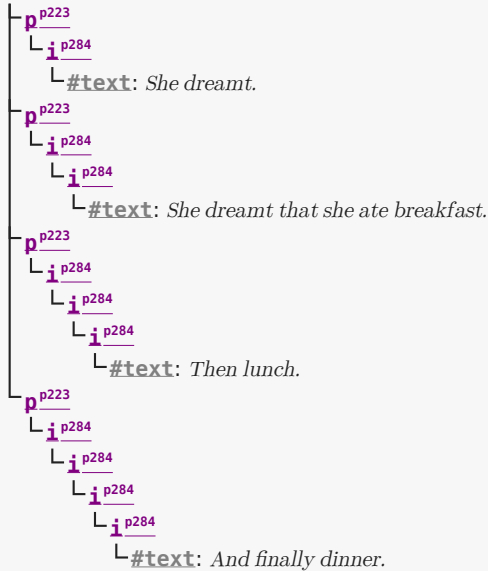 p p223
i p284
#text: She dreamt.
p p223
i p284
i p284
#text: She dreamt that she ate breakfast.
p p223
i p284
i p284
i p284
#text: Then lunch.
p p223
i p284
i p284
i p284
i p284
#text: And finally dinner.